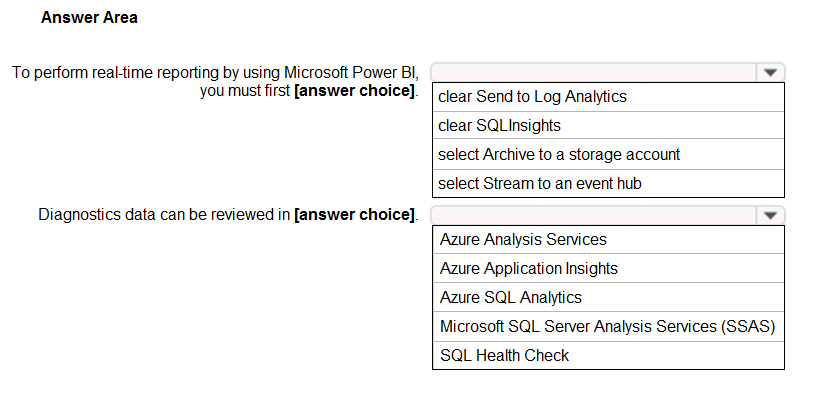 Answer Area
To perform real-time reporting by using Microsoft Power BI,
you must first [answer choice].
clear Send to Log Analytics
clear SQLInsights
select Archive to a storage account
select Stream to an event hub
Diagnostics data can be reviewed in [answer choice].
Azure Analysis Services
Azure Application Insights
Azure SQL Analytics
Microsoft SQL Server Analysis Services (SSAS)
SQL Health Check